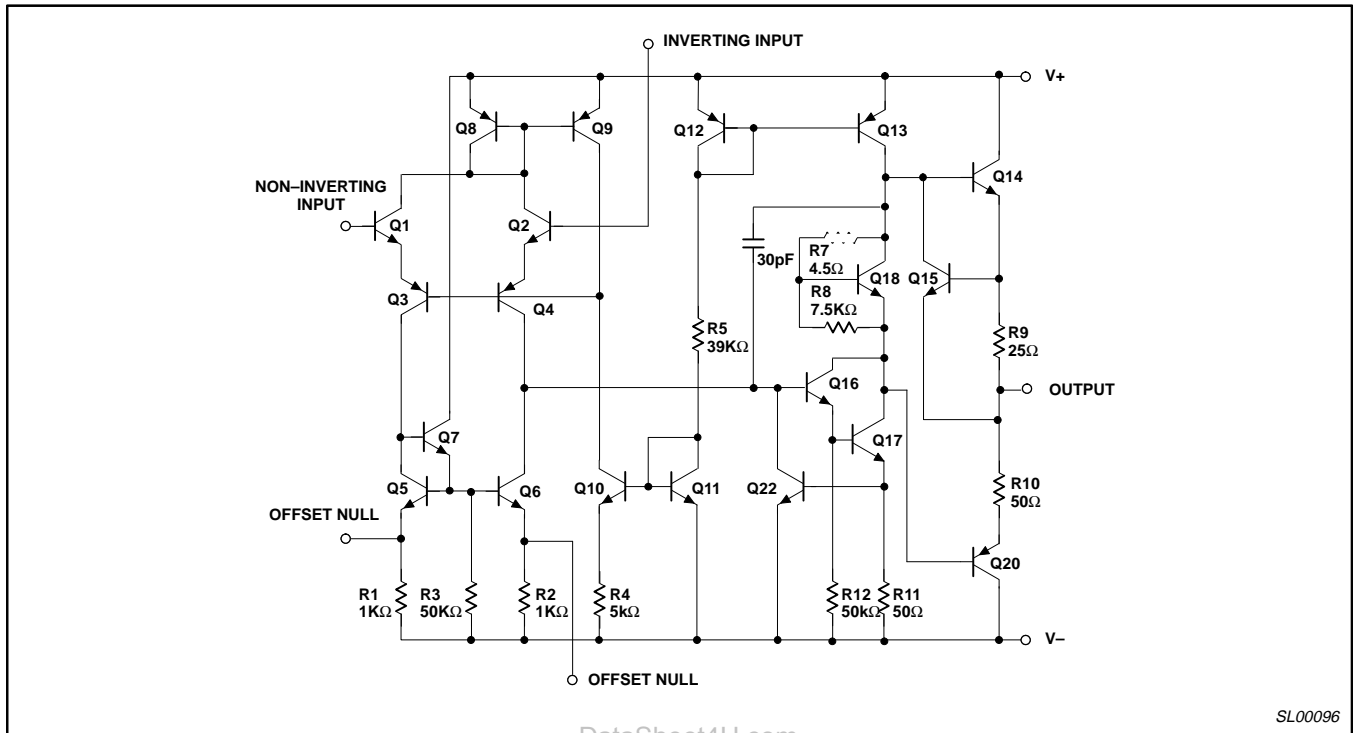 INVERTING INPUT
V+
Q8
Q9
Q12
Q13
Q14
NON–INVERTING
INPUT
Q1
Q2
R7
4.5Ω
30pF
Q18
Q15
Q3
Q4
R8
7.5KΩ
R5
39KΩ
R9
25Ω
Q16
OUTPUT
Q7
Q17
Q5
Q6
Q10
Q11
Q22
R10
50Ω
OFFSET NULL
Q20
R1
1KΩ
R3
50KΩ
R2
1KΩ
R4
5kΩ
R12
50kΩ
R11
50Ω
V–
OFFSET NULL
SL00096
DataSheet4U.com